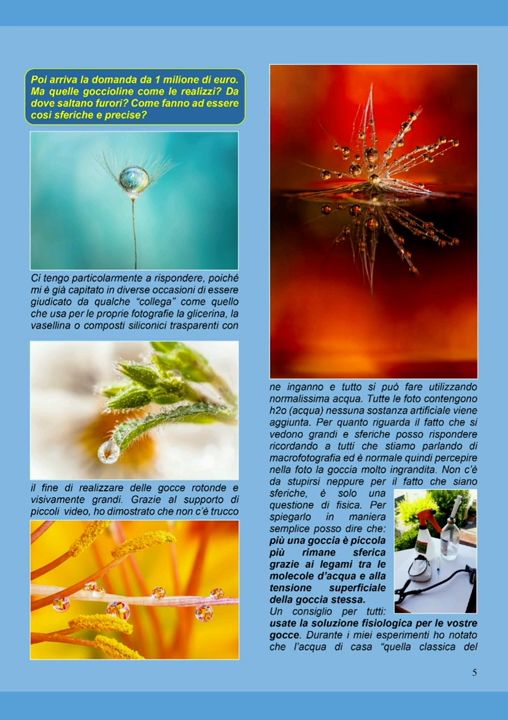 Poi arriva la domanda da 1 milione di euro.
Ma quelle goccioline come le realizzi? Da
dove saltano furori? Come fanno ad essere
cosi sferiche e precise?
Ci tengo particolarmente a rispondere, poiché
mi è già capitato in diverse occasioni di essere
giudicato da qualche “collega” come quello
che usa per le proprie fotografie la glicerina, la
vasellina o composti siliconici trasparenti con
il fine di realizzare delle gocce rotonde e
visivamente grandi. Grazie al supporto di
piccoli video, ho dimostrato che non c’è trucco
ne inganno e tutto si può fare utilizzando
normalissima acqua. Tutte le foto contengono
h2o (acqua) nessuna sostanza artificiale viene
aggiunta. Per quanto riguarda il fatto che si
vedono grandi e sferiche posso rispondere
ricordando a tutti che stiamo parlando di
macrofotografia ed è normale quindi percepire
nella foto la goccia molto ingrandita. Non c’è
da stupirsi neppure per il fatto che siano
sferiche, è solo una
questione di fisica. Per
spiegarlo in maniera
semplice posso dire che:
più una goccia è piccola
più rimane sferica
grazie ai legami tra le
molecole d’acqua e alla
tensione superficiale
della goccia stessa.
Un consiglio per tutti:
usate la soluzione fisiologica per le vostre
gocce. Durante i miei esperimenti ho notato
che l’acqua di casa “quella classica del
5